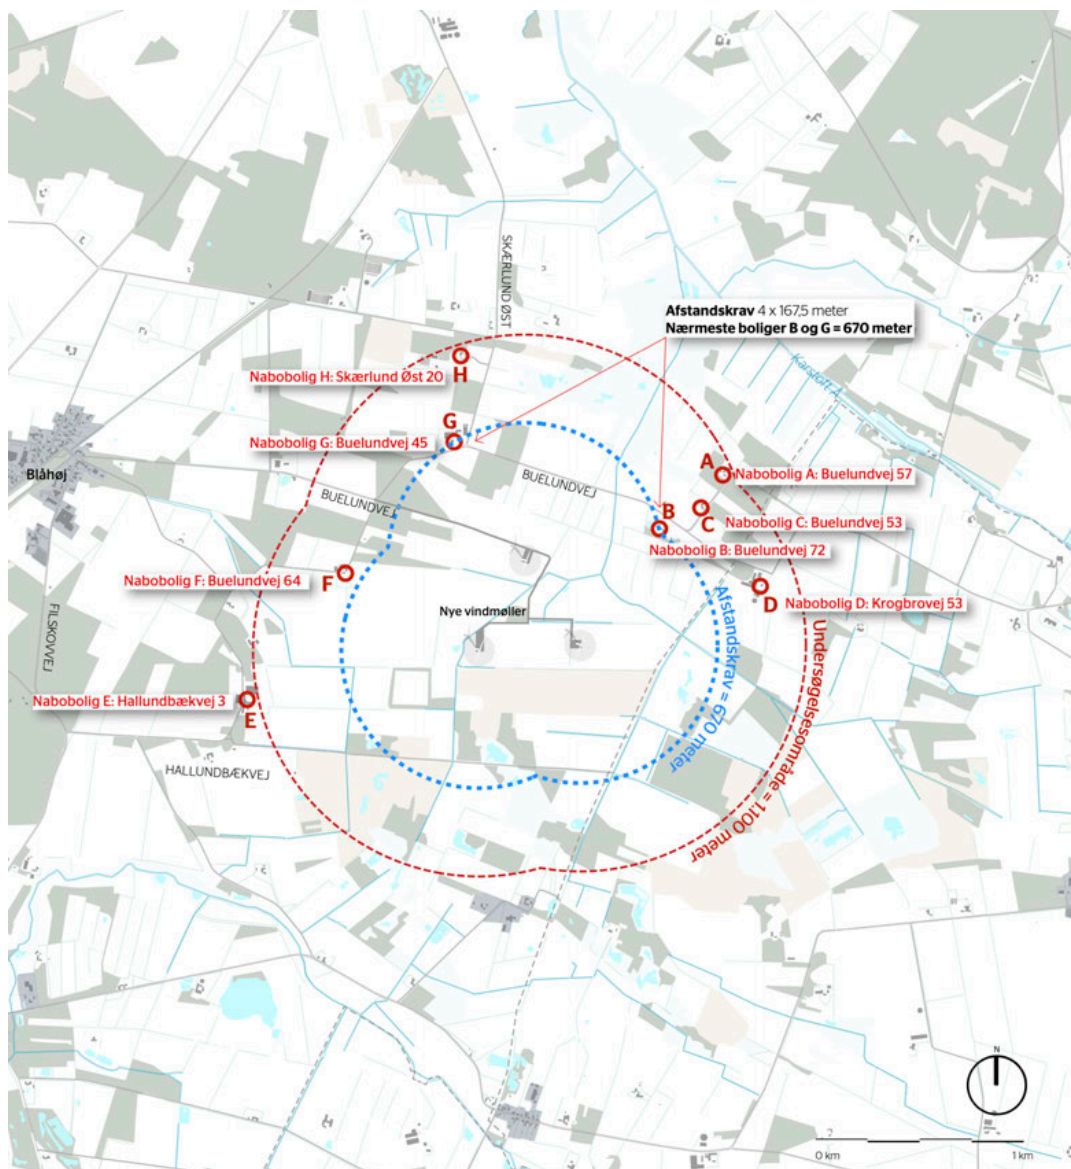 SKÆRLUND ØST
Afstandskrav 4 x 167,5 meter
Nærmeste boliger B og G = 670 meter
Karstoft Å
H
Nabobolig H: Skærlund Øst 20
G
Nabobolig G: Buelundvej 45
Blåhøj
BUELUNDVEJ
BUELUNDVEJ
A
Nabobolig A: Buelundvej 57
B
C
Nabobolig C: Buelundvej 53
Nabobolig B: Buelundvej 72
F
Nabobolig F: Buelundvej 64
D
Nabobolig D: Krogbrovej 53
Nye vindmøller
FILSKOVVEJ
Afstandskrav = 670 meter
Undersøgelsesområde = 1.100 meter
Nabobolig E: Hallundbækvej 3
E
HALLUNDBÆKVEJ
N
0 km
1 km